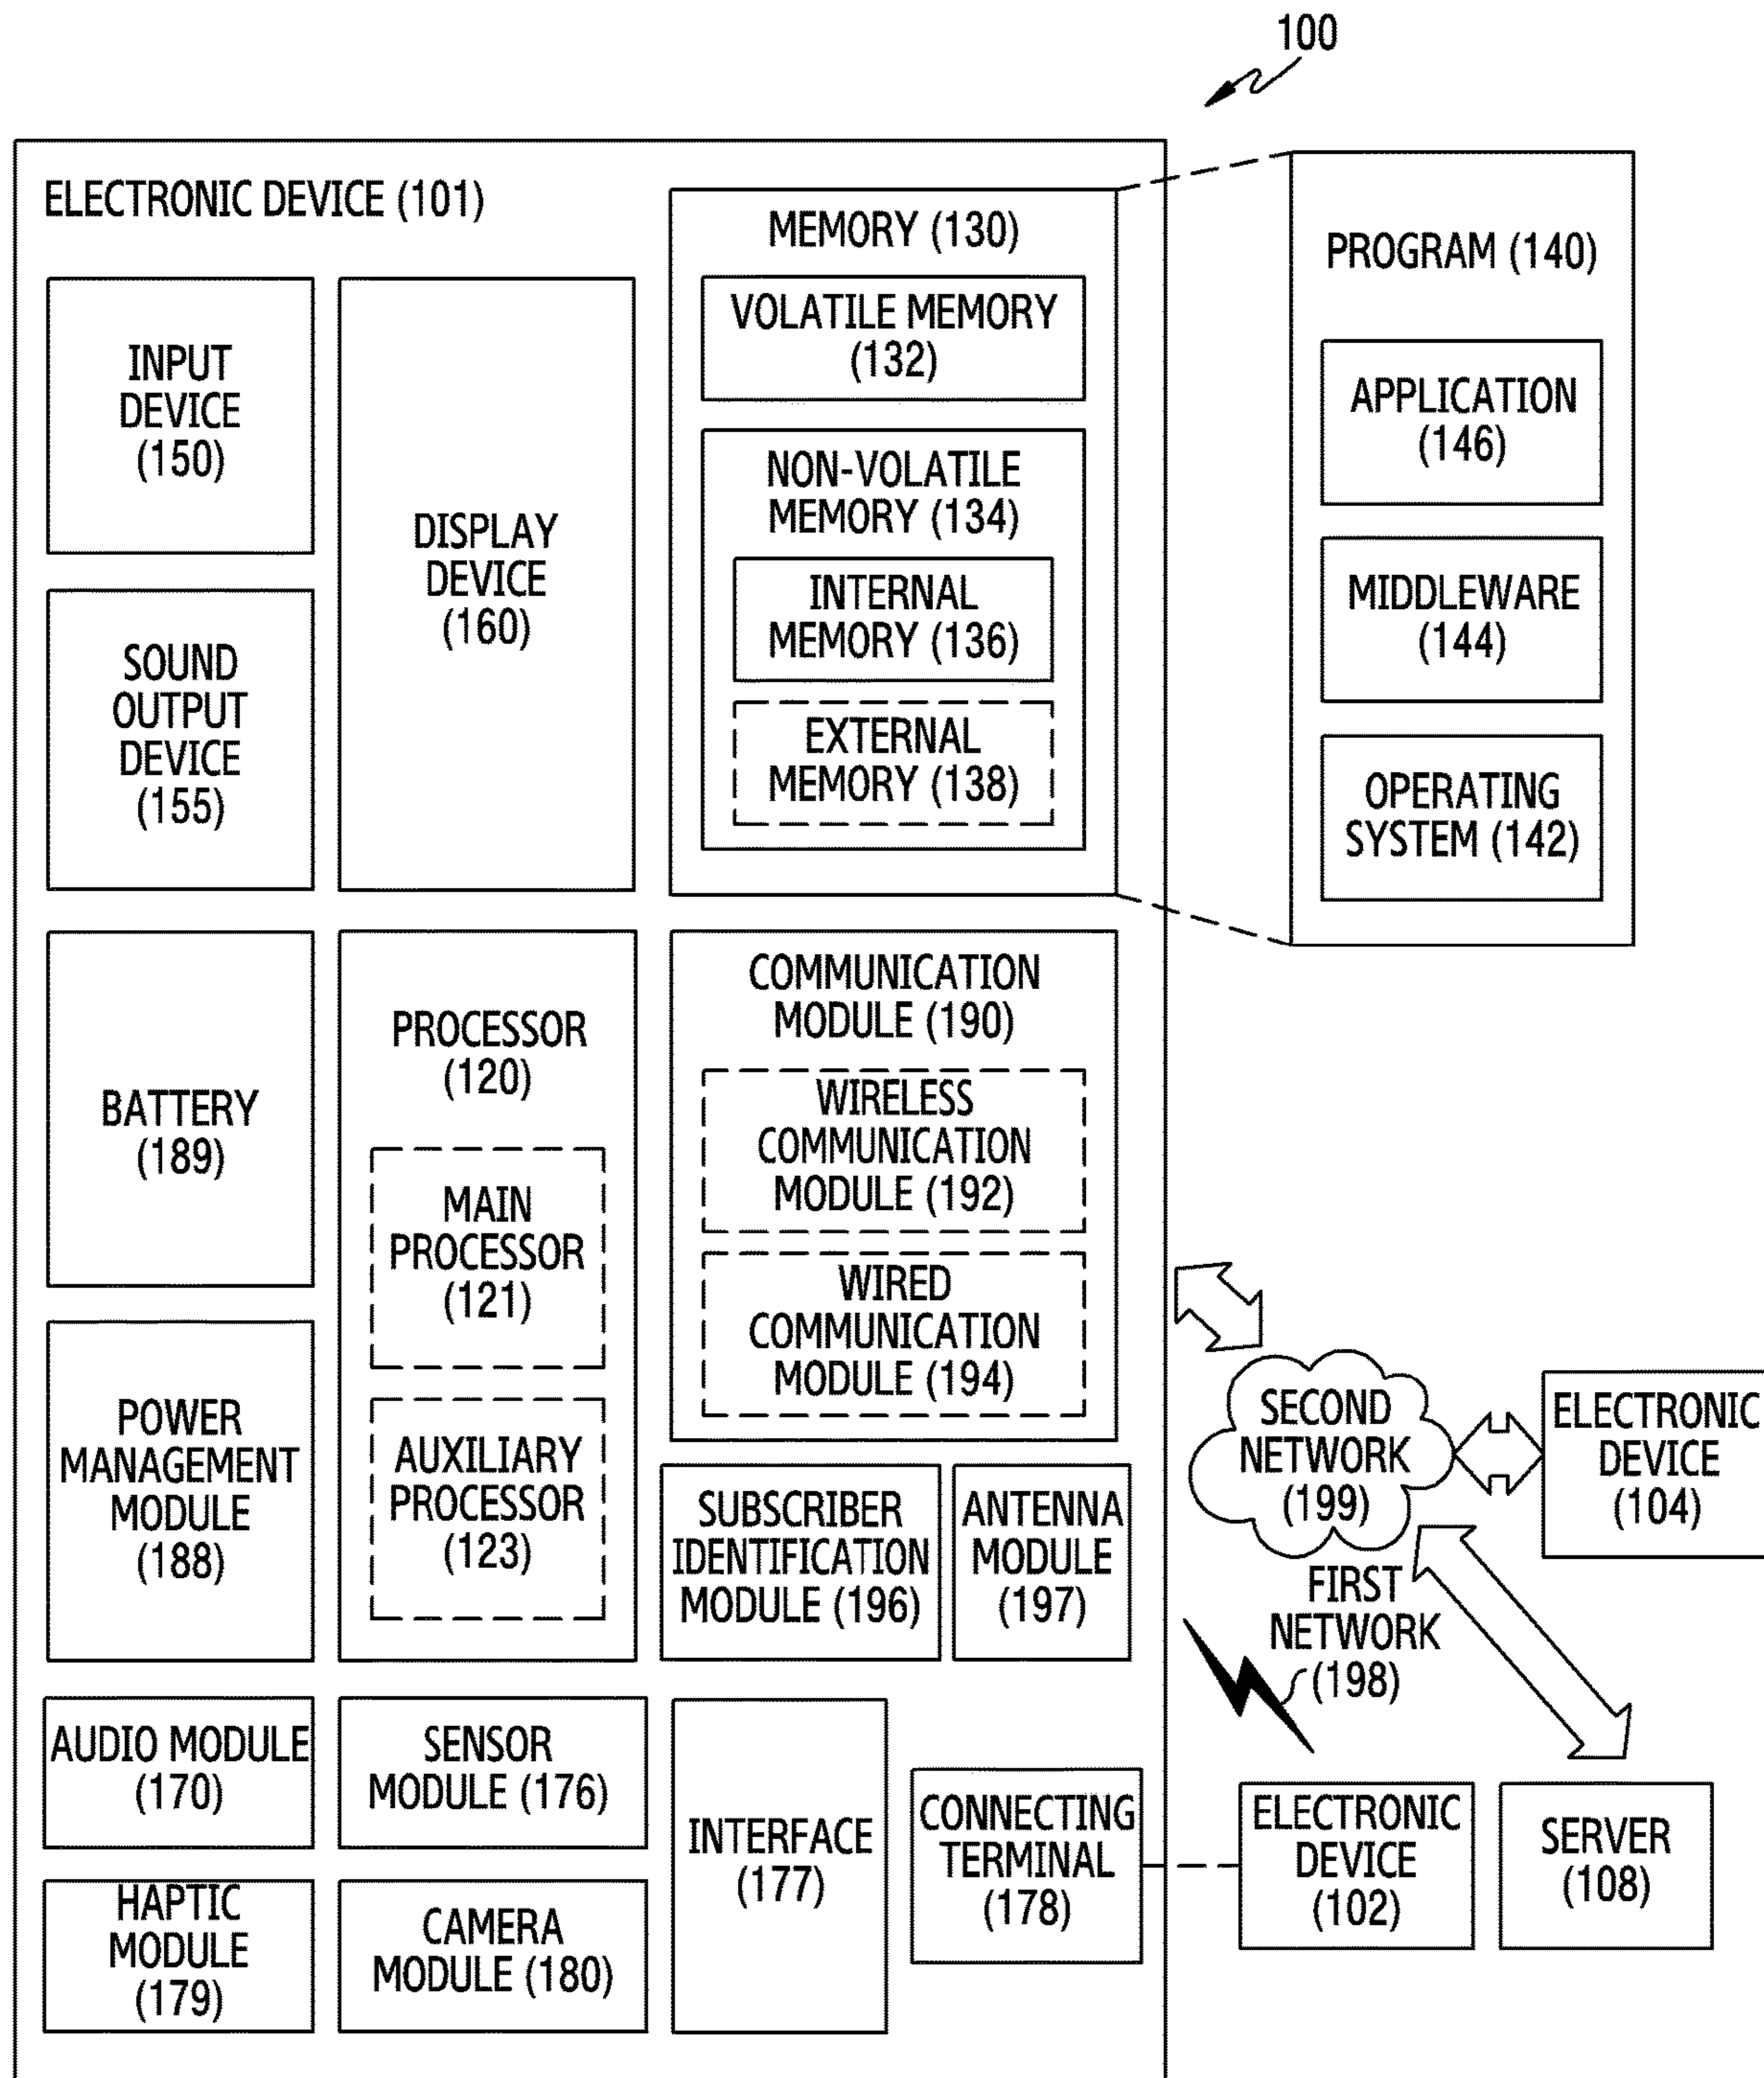 100
ELECTRONIC DEVICE (101)
INPUT
DEVICE
(150)
SOUND
OUTPUT
DEVICE
(155)
DISPLAY
DEVICE
(160)
MEMORY (130)
VOLATILE MEMORY
(132)
NON-VOLATILE
MEMORY (134)
INTERNAL
MEMORY (136)
EXTERNAL
MEMORY (138)
PROGRAM (140)
APPLICATION
(146)
MIDDLEWARE
(144)
OPERATING
SYSTEM (142)
BATTERY
(189)
POWER
MANAGEMENT
MODULE
(188)
PROCESSOR
(120)
MAIN
PROCESSOR
(121)
AUXILIARY
PROCESSOR
(123)
COMMUNICATION
MODULE (190)
WIRELESS
COMMUNICATION
MODULE (192)
WIRED
COMMUNICATION
MODULE (194)
SUBSCRIBER
IDENTIFICATION
MODULE (196)
ANTENNA
MODULE
(197)
SECOND
NETWORK
(199)
ELECTRONIC
DEVICE
(104)
FIRST
NETWORK
(198)
AUDIO MODULE
(170)
SENSOR
MODULE (176)
HAPTIC
MODULE
(179)
CAMERA
MODULE (180)
INTERFACE
(177)
CONNECTING
TERMINAL
(178)
ELECTRONIC
DEVICE
(102)
SERVER
(108)